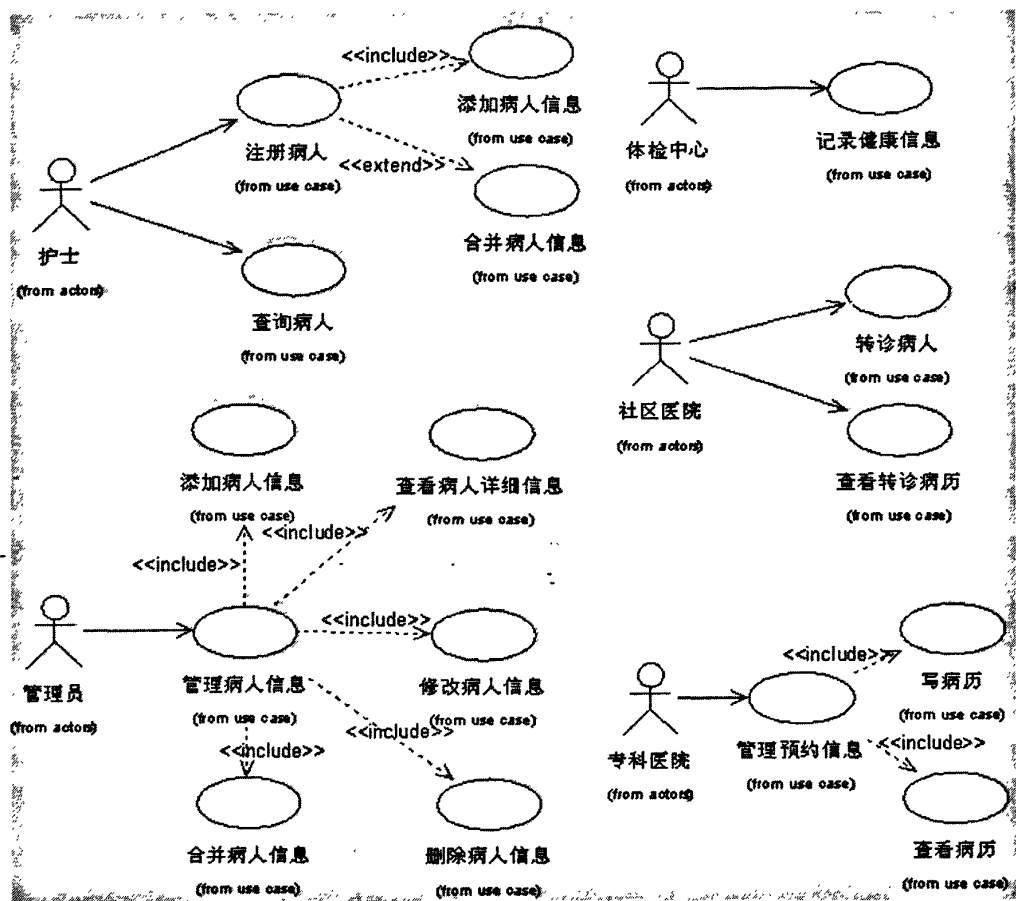 <<include>>
添加病人信息
(from use case)
注册病人
(from use case)
<<extend>>
合并病人信息
(from use case)
护士
(from actors)
查询病人
(from use case)
体检中心
(from actors)
记录健康信息
(from use case)
社区医院
(from actors)
转诊病人
(from use case)
查看转诊病历
(from use case)
添加病人信息
(from use case)
查看病人详细信息
(from use case)
<<include>>
<<include>>
管理员
(from actors)
管理病人信息
(from use case)
<<include>>
修改病人信息
(from use case)
<<include>>
<<include>>
合并病人信息
(from use case)
删除病人信息
(from use case)
专科医院
(from actors)
管理预约信息
(from use case)
<<include>>
写病历
(from use case)
<<include>>
查看病历
(from use case)